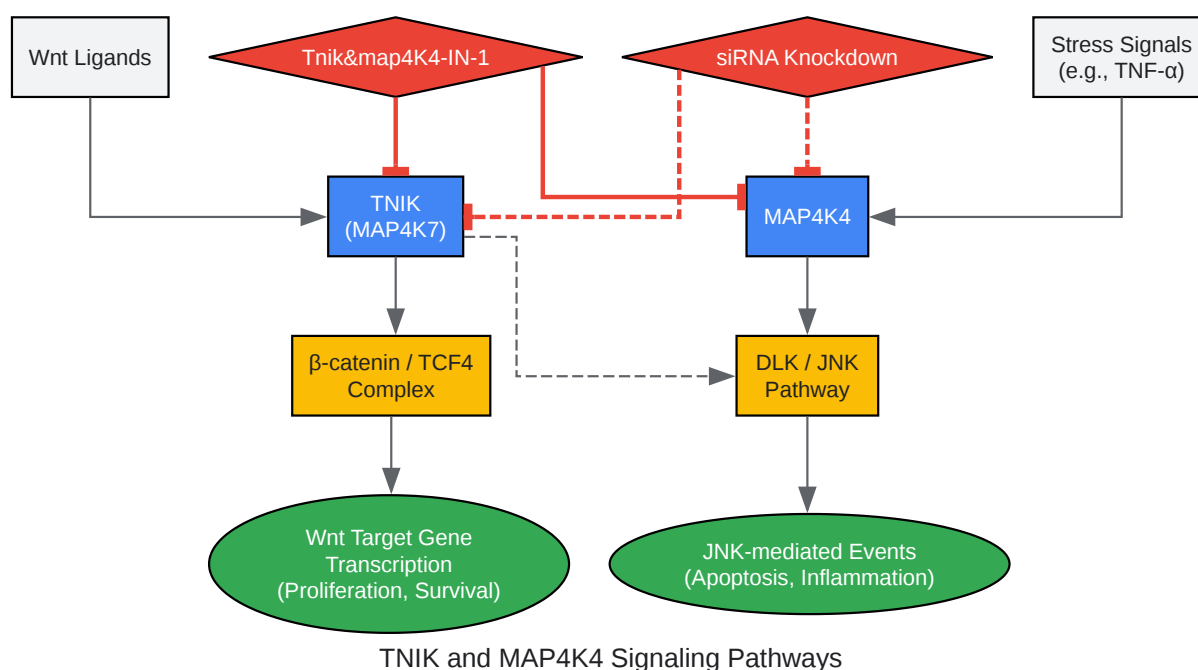 Wnt Ligands
Tnik&map4K4-IN-1
siRNA Knockdown
Stress Signals
(e.g., TNF-α)
TNIK
(MAP4K7)
MAP4K4
β-catenin / TCF4
Complex
DLK / JNK
Pathway
Wnt Target Gene
Transcription
(Proliferation, Survival)
JNK-mediated Events
(Apoptosis, Inflammation)
TNIK and MAP4K4 Signaling Pathways